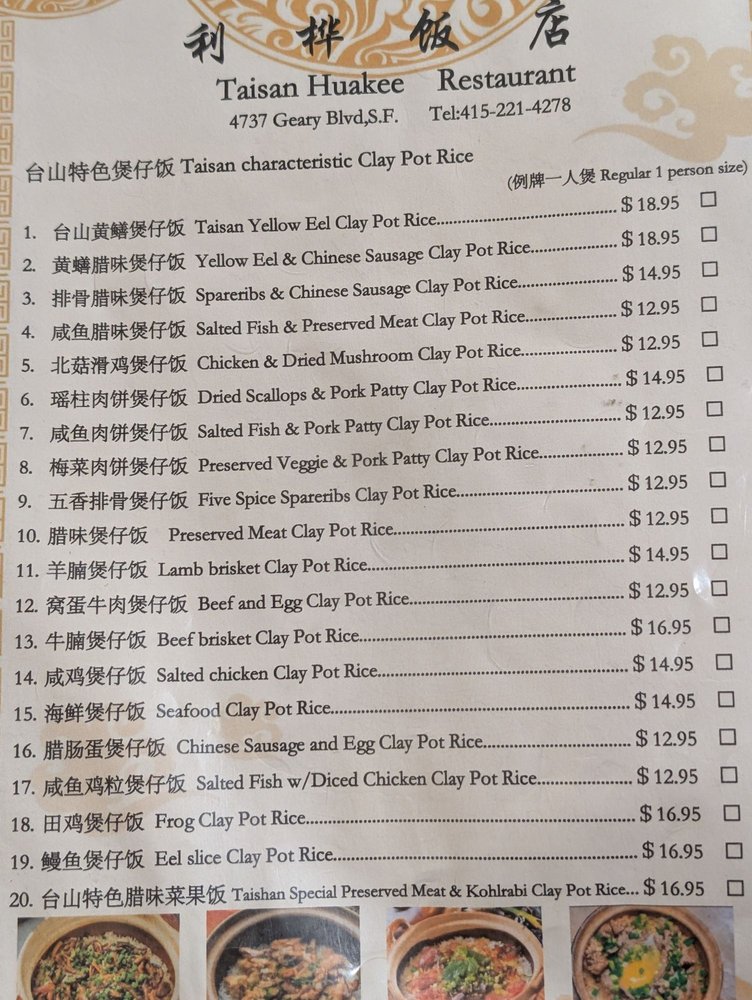 利桦饭店
Taisan Huakee Restaurant
4737 Geary Blvd,S.F. Tel:415-221-4278
台山特色煲仔饭 Taisan characteristic Clay Pot Rice
(例牌一人煲 Regular 1 person size)
1. 台山黄鳝煲仔饭 Taisan Yellow Eel Clay Pot Rice........ $ 18.95 □
2. 黄鳝腊味煲仔饭 Yellow Eel & Chinese Sausage Clay Pot Rice........ $ 18.95 □
3. 排骨腊味煲仔饭 Spareribs & Chinese Sausage Clay Pot Rice........ $ 14.95 □
4. 咸鱼腊味煲仔饭 Salted Fish & Preserved Meat Clay Pot Rice........ $ 12.95 □
5. 北菇滑鸡煲仔饭 Chicken & Dried Mushroom Clay Pot Rice........ $ 12.95 □
6. 瑶柱肉饼煲仔饭 Dried Scallops & Pork Patty Clay Pot Rice........ $ 14.95 □
7. 咸鱼肉饼煲仔饭 Salted Fish & Pork Patty Clay Pot Rice........ $ 12.95 □
8. 梅菜肉饼煲仔饭 Preserved Veggie & Pork Patty Clay Pot Rice........ $ 12.95 □
9. 五香排骨煲仔饭 Five Spice Spareribs Clay Pot Rice........ $ 12.95 □
10. 腊味煲仔饭 Preserved Meat Clay Pot Rice........ $ 12.95 □
11. 羊腩煲仔饭 Lamb brisket Clay Pot Rice........ $ 14.95 □
12. 窝蛋牛肉煲仔饭 Beef and Egg Clay Pot Rice........ $ 12.95 □
13. 牛腩煲仔饭 Beef brisket Clay Pot Rice........ $ 16.95 □
14. 咸鸡煲仔饭 Salted chicken Clay Pot Rice........ $ 14.95 □
15. 海鲜煲仔饭 Seafood Clay Pot Rice........ $ 14.95 □
16. 腊肠蛋煲仔饭 Chinese Sausage and Egg Clay Pot Rice........ $ 12.95 □
17. 咸鱼鸡粒煲仔饭 Salted Fish w/Diced Chicken Clay Pot Rice........ $ 12.95 □
18. 田鸡煲仔饭 Frog Clay Pot Rice........ $ 16.95 □
19. 鳗鱼煲仔饭 Eel slice Clay Pot Rice........ $ 16.95 □
20. 台山特色腊味菜果饭 Taishan Special Preserved Meat & Kohlrabi Clay Pot Rice... $ 16.95 □